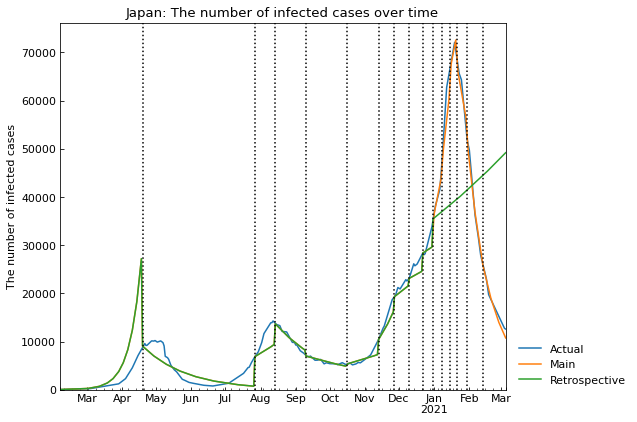 Japan: The number of infected cases over time
The number of infected cases
70000
60000
50000
40000
30000
20000
10000
0
Mar Apr May Jun Jul Aug Sep Oct Nov Dec Jan Feb Mar
2021
Actual
Main
Retrospective